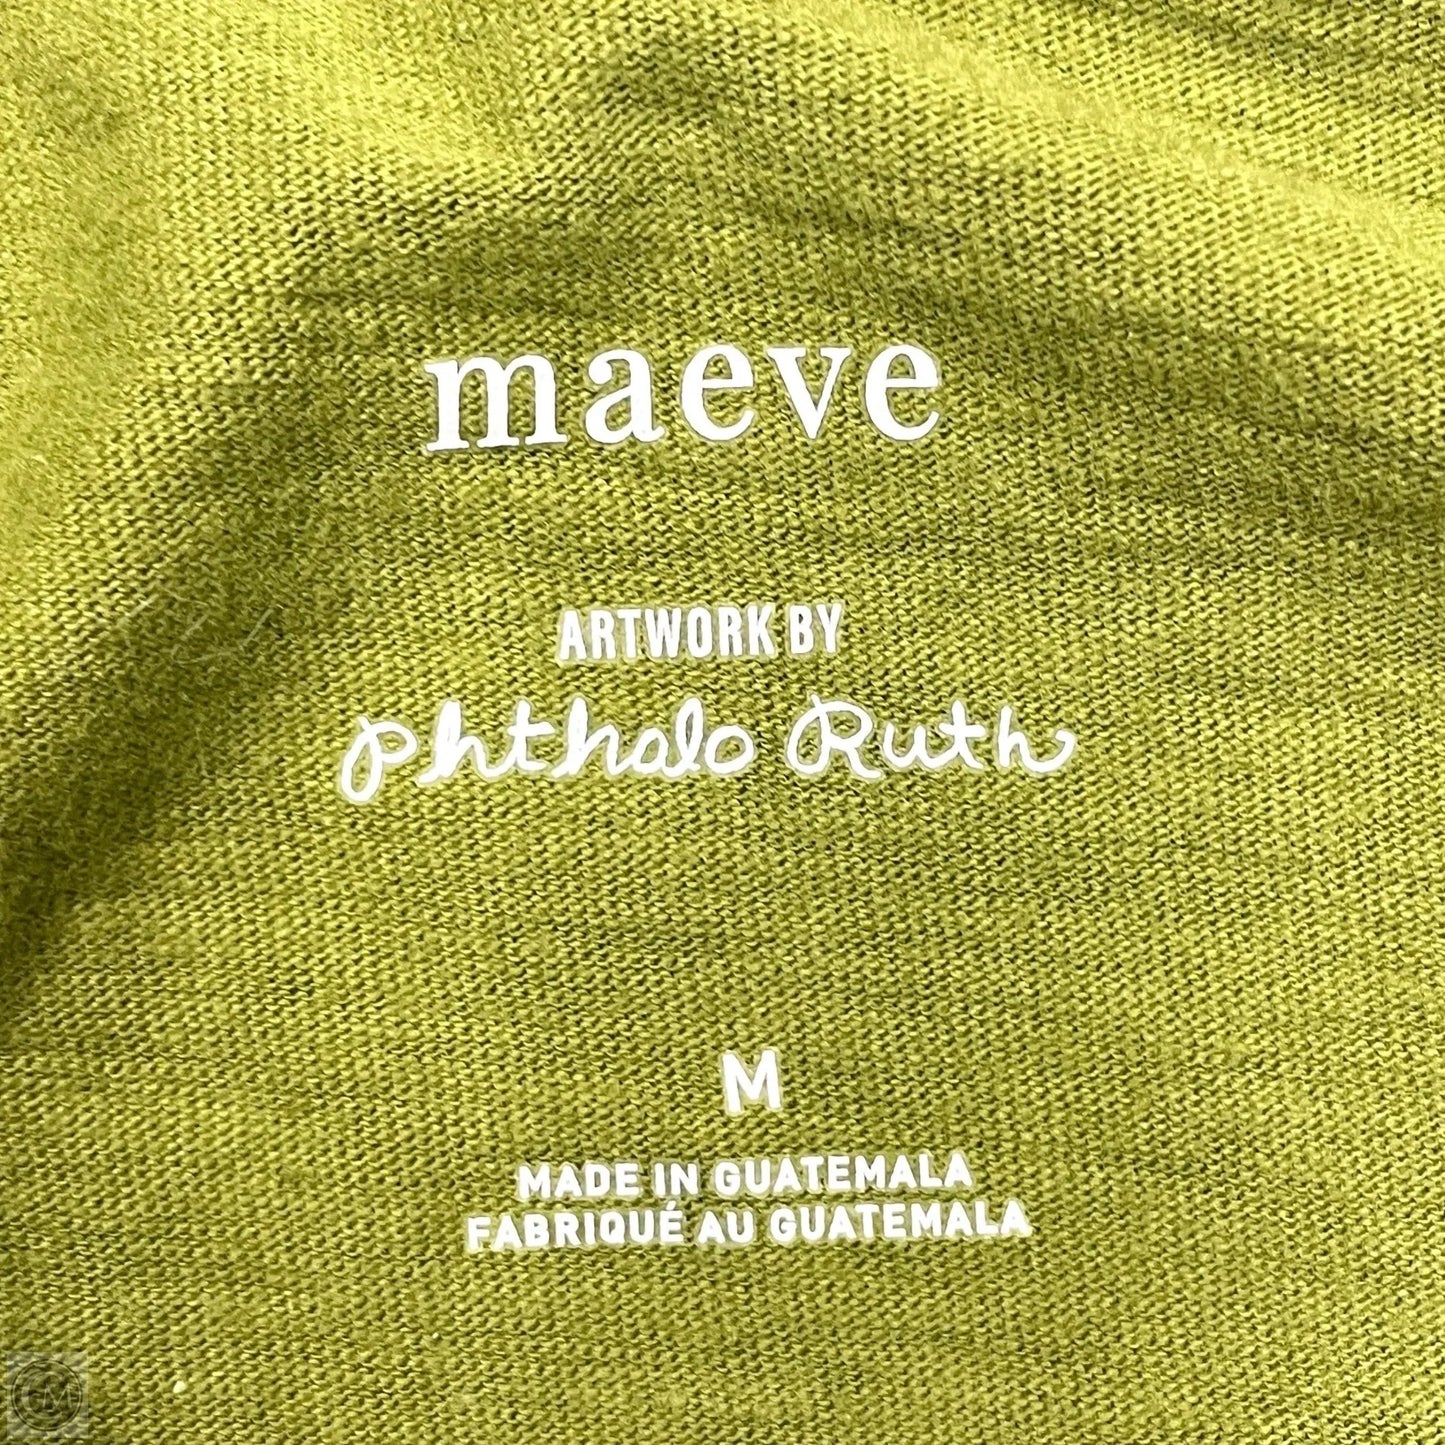 maeve
ARTWORK BY
Phthalo Ruth
M
MADE IN GUATEMALA
FABRIQUÉ AU GUATEMALA